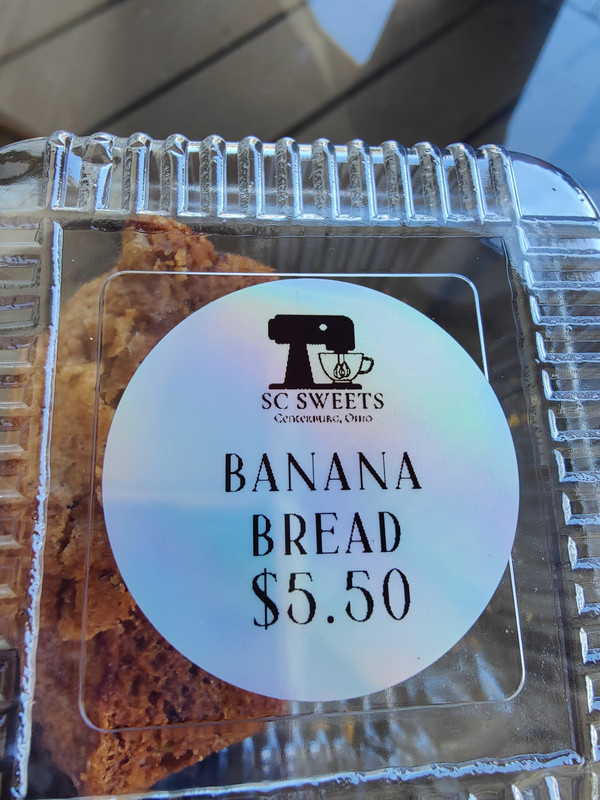 SC SWEETS
Centerburg, Ohio
BANANA
BREAD
$5.50